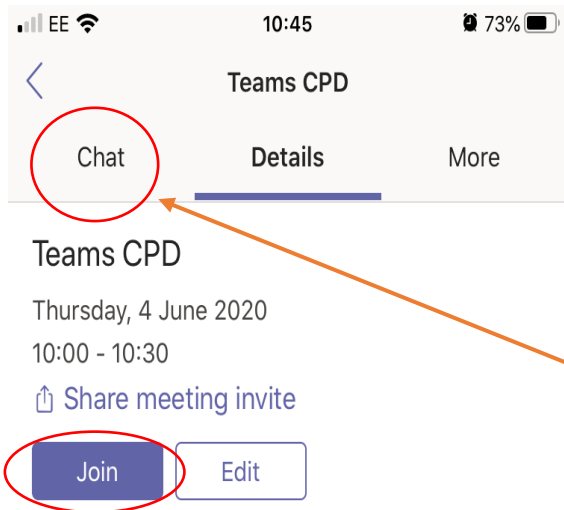 EE 10:45 73%
Teams CPD
Chat Details More
Teams CPD
Thursday, 4 June 2020
10:00 - 10:30
Share meeting invite
Join Edit